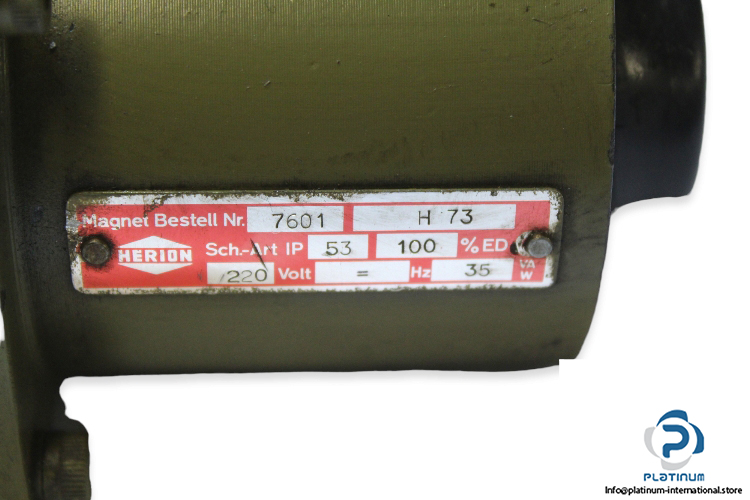 Magnet Bestell Nr. 7601 H 73
HERION Sch.-Art IP 53 100 % ED
220 Volt = Hz 35 VA W
PLATINUM
Info@platinum-international.store